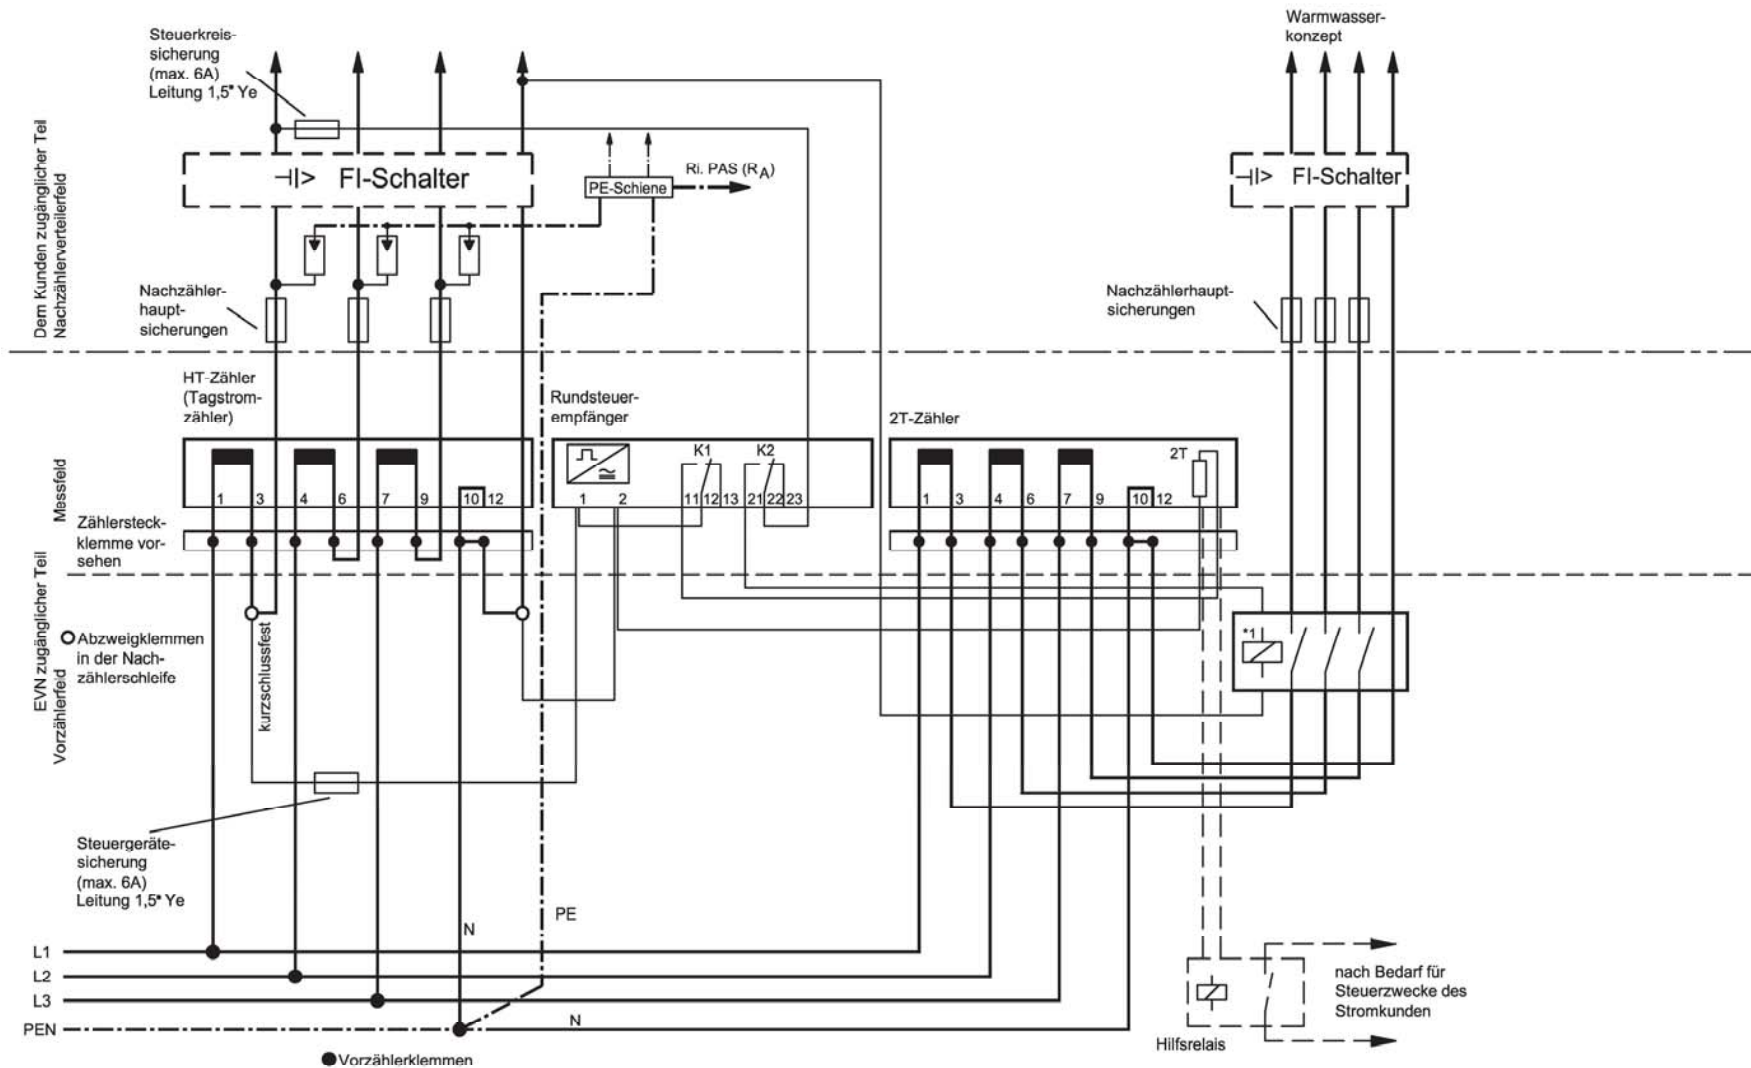 Steuerkreis-
sicherung
(max. 6A)
Leitung 1,5" Ye
Warmwasser-
konzept
Dem Kunden zugänglicher Teil
Nachzählerverteilerfeld
⊣|> FI-Schalter
PE-Schiene
Ri. PAS (RA)
⊣|> FI-Schalter
Nachzähler-
haupt-
sicherungen
Nachzählerhaupt-
sicherungen
HT-Zähler
(Tagstrom-
zähler)
Rundsteuer-
empfänger
2T-Zähler
Messfeld
K1
K2
2T
1 3 4 6 7 9 10 12
1 2 11 12 13 21 22 23
1 3 4 6 7 9 10 12
Zählersteck-
klemme vor-
sehen
EVN zugänglicher Teil
Vorzählerfeld
Abzweigklemmen
in der Nach-
zählerschleife
kurzschlussfest
*1
Steuergeräte-
sicherung
(max. 6A)
Leitung 1,5" Ye
N
PE
L1
L2
L3
PEN
N
nach Bedarf für
Steuerzwecke des
Stromkunden
Hilfsrelais
Vorzählerklemmen